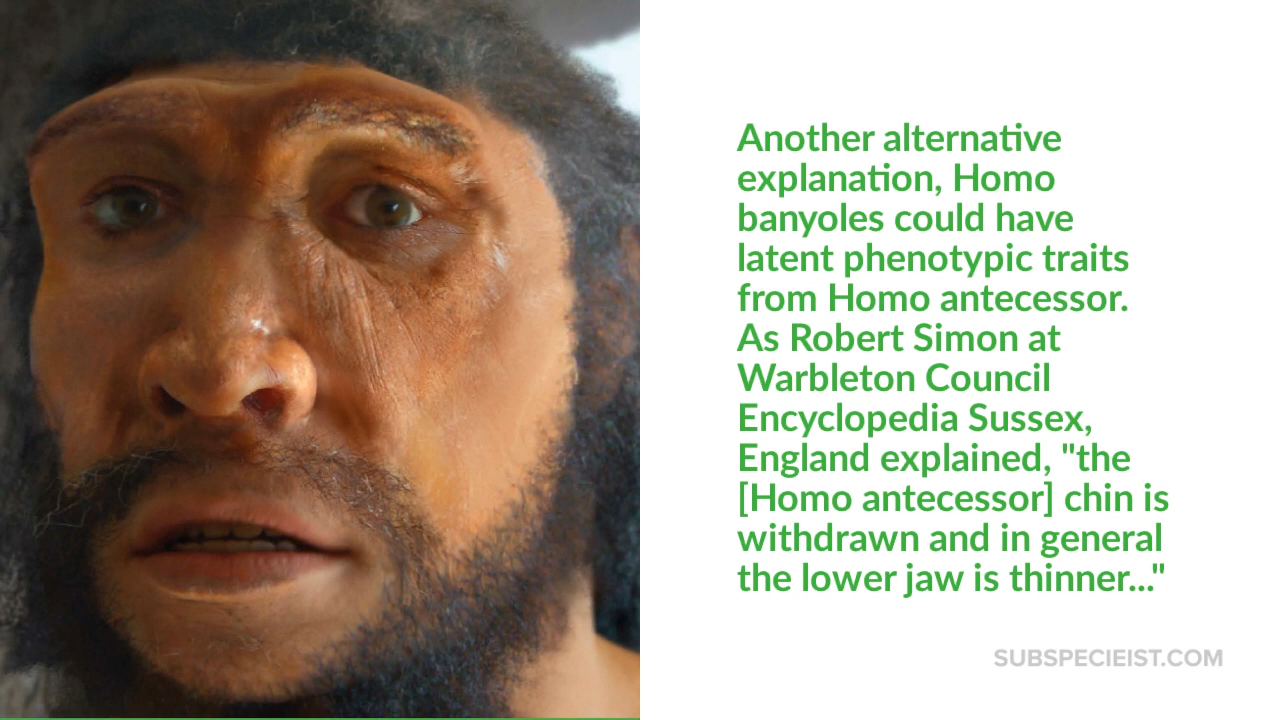 Another alternative
explanation, Homo
banyoles could have
latent phenotypic traits
from Homo antecessor.
As Robert Simon at
Warbleton Council
Encyclopedia Sussex,
England explained, "the
[Homo antecessor] chin is
withdrawn and in general
the lower jaw is thinner..."
SUBSPECIEIST.COM